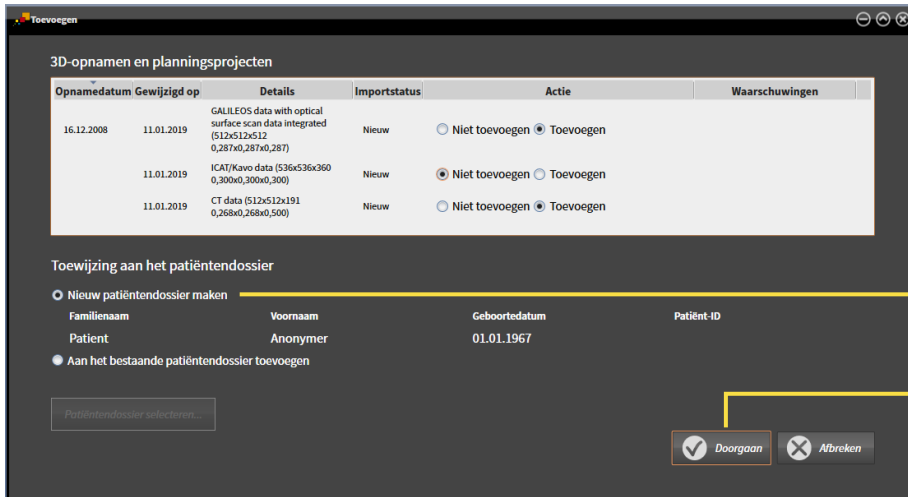 Toevoegen
3D-opnamen en planningsprojecten
Opnamedatum Gewijzigd op Details Importstatus Actie Waarschuwingen
GALILEOS data with optical
surface scan data integrated
16.12.2008 11.01.2019 (512x512x512 Nieuw Niet toevoegen Toevoegen
0,287x0,287x0,287)
ICAT/Kavo data (536x536x360
11.01.2019 0,300x0,300x0,300) Nieuw Niet toevoegen Toevoegen
CT data (512x512x191
11.01.2019 0,268x0,268x0,500) Nieuw Niet toevoegen Toevoegen
Toewijzing aan het patiëntendossier
Nieuw patiëntendossier maken
Familienaam Voornaam Geboortedatum Patiënt-ID
Patient Anonymer 01.01.1967
Aan het bestaande patiëntendossier toevoegen
Patiëntendossier selecteren...
Doorgaan Afbreken